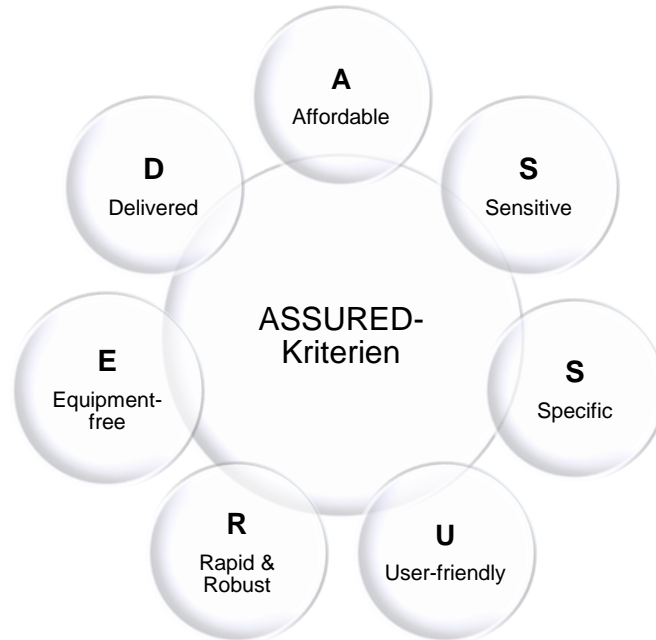 A
Affordable
S
Sensitive
S
Specific
U
User-friendly
R
Rapid &
Robust
E
Equipment-
free
D
Delivered
ASSURED-
Kriterien